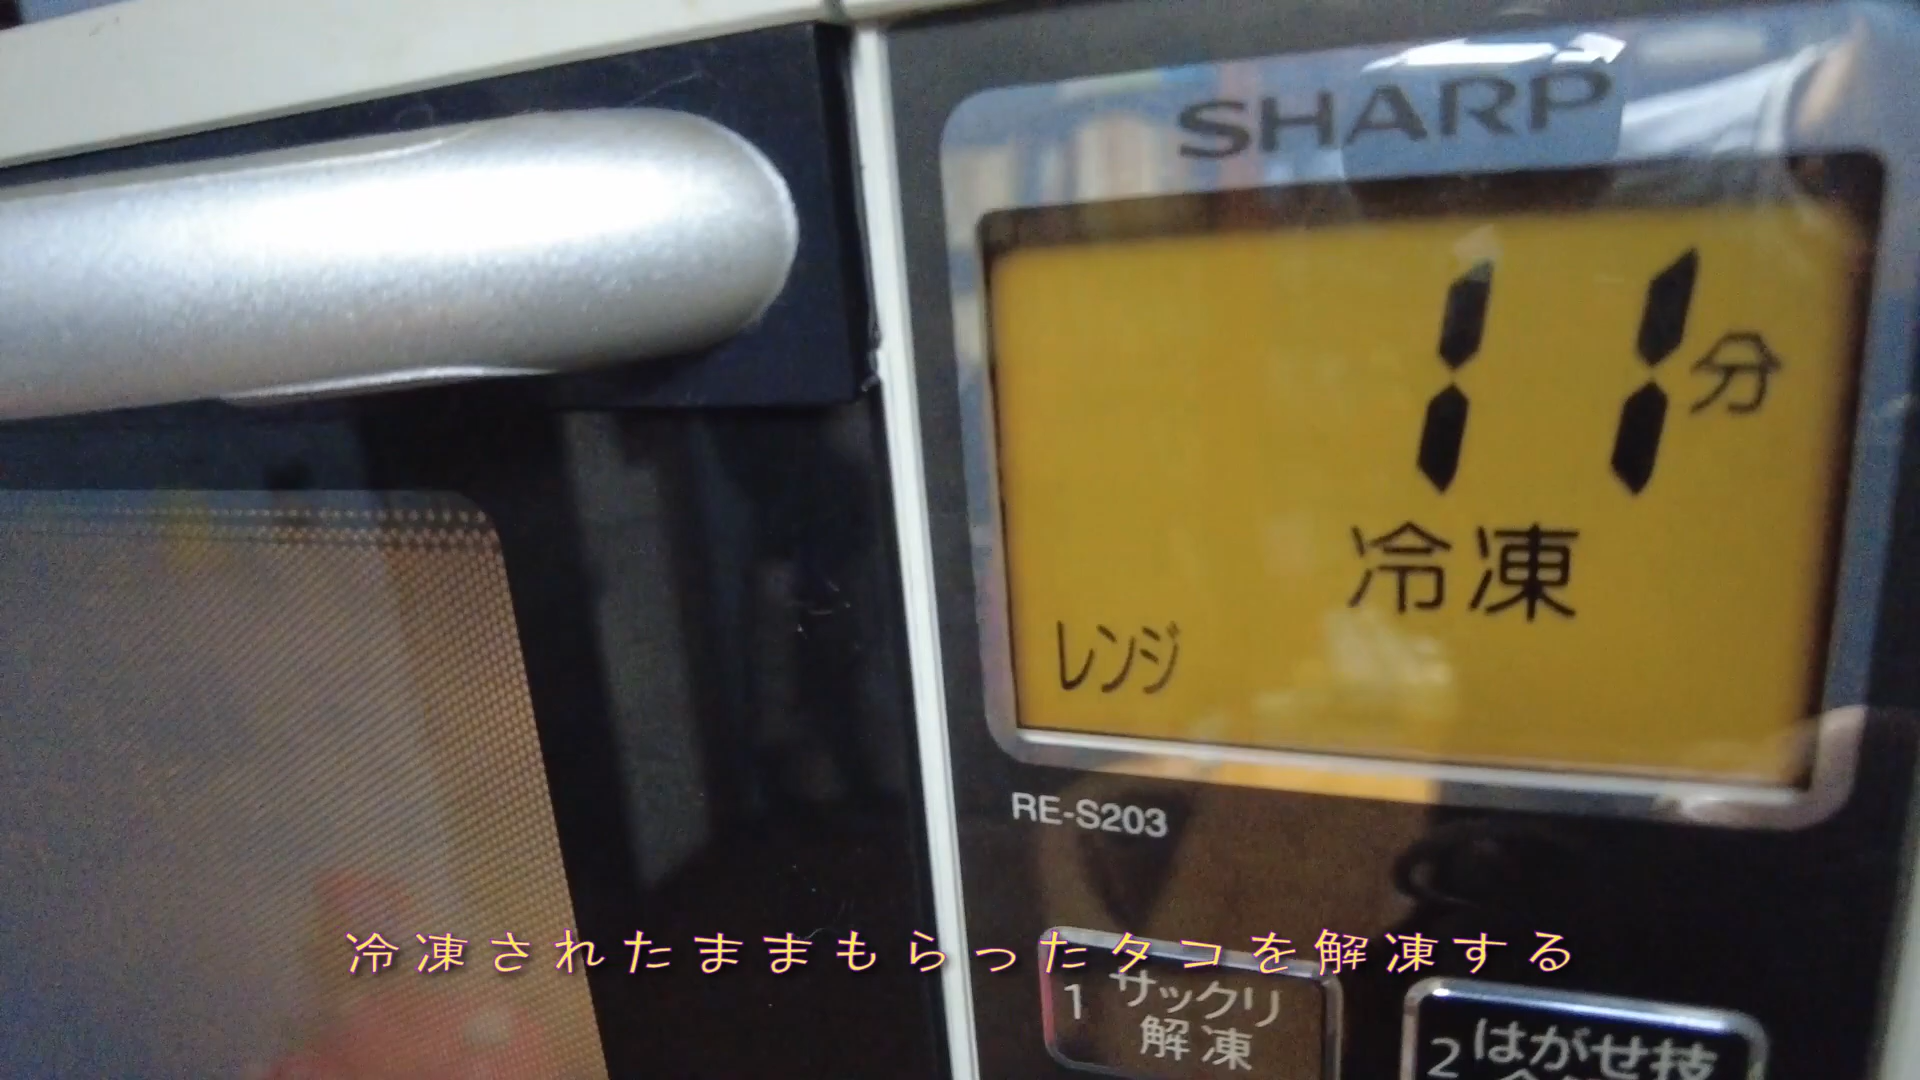 SHARP
11分
冷凍
レンジ
RE-S203
冷凍されたままもらったタコを解凍する
1 サックリ
解凍
2 はがせ技